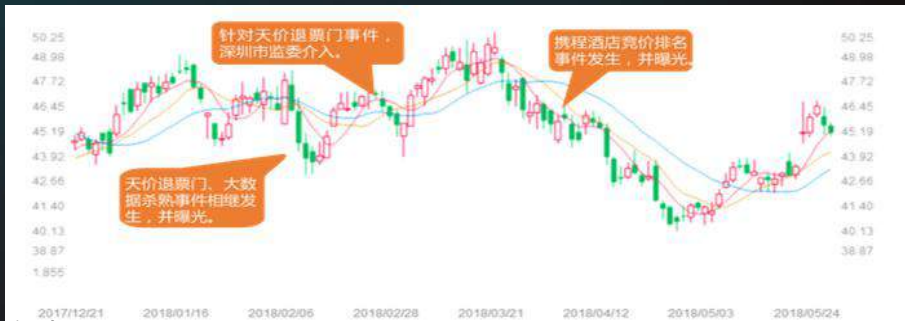 针对天价退票门事件，
深圳市监委介入。
携程酒店竞价排名
事件发生，并曝光。
天价退票门、大数
据杀熟事件相继发
生，并曝光。
50.25 50.25
48.98 48.98
47.72 47.72
46.45 46.45
45.19 45.19
43.92 43.92
42.66 42.66
41.40 41.40
40.13 40.13
38.87 38.87
1.855
2017/12/21 2018/01/16 2018/02/06 2018/02/28 2018/03/21 2018/04/12 2018/05/03 2018/05/24